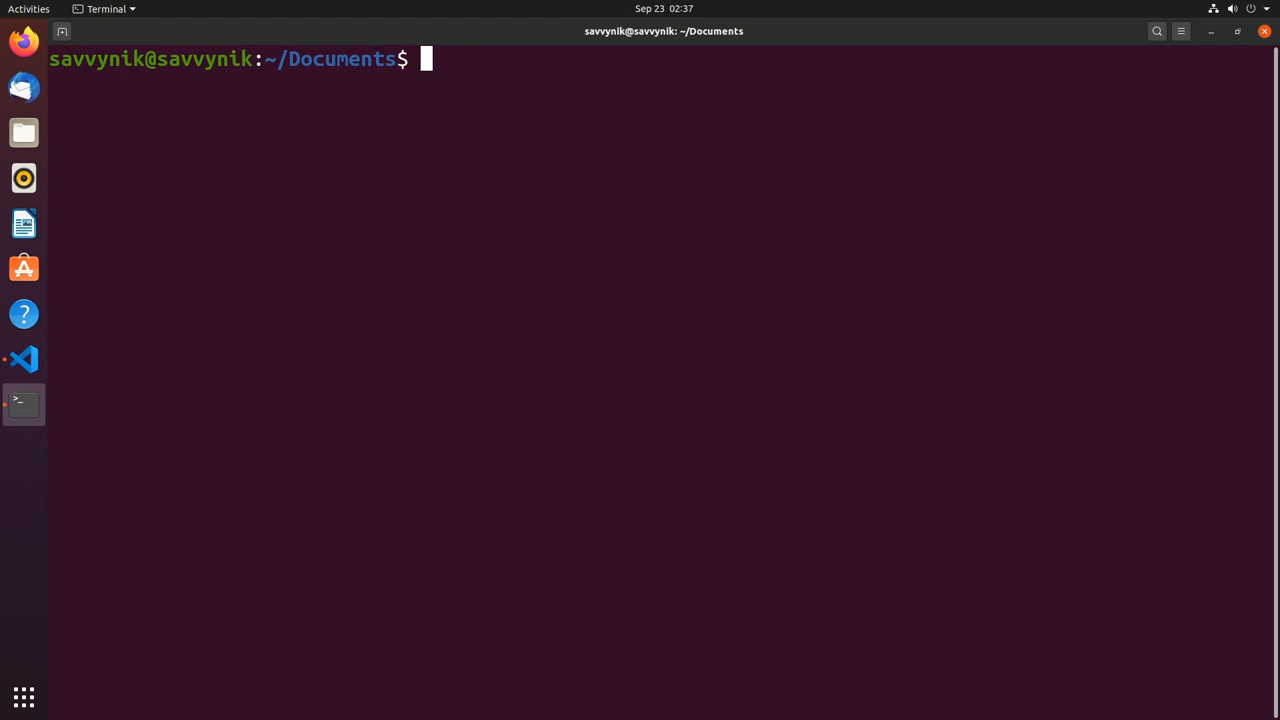 Activities
Terminal
Sep 23 02:37
savvynik@savvynik: ~/Documents
savvynik@savvynik:~/Documents$
>_
?